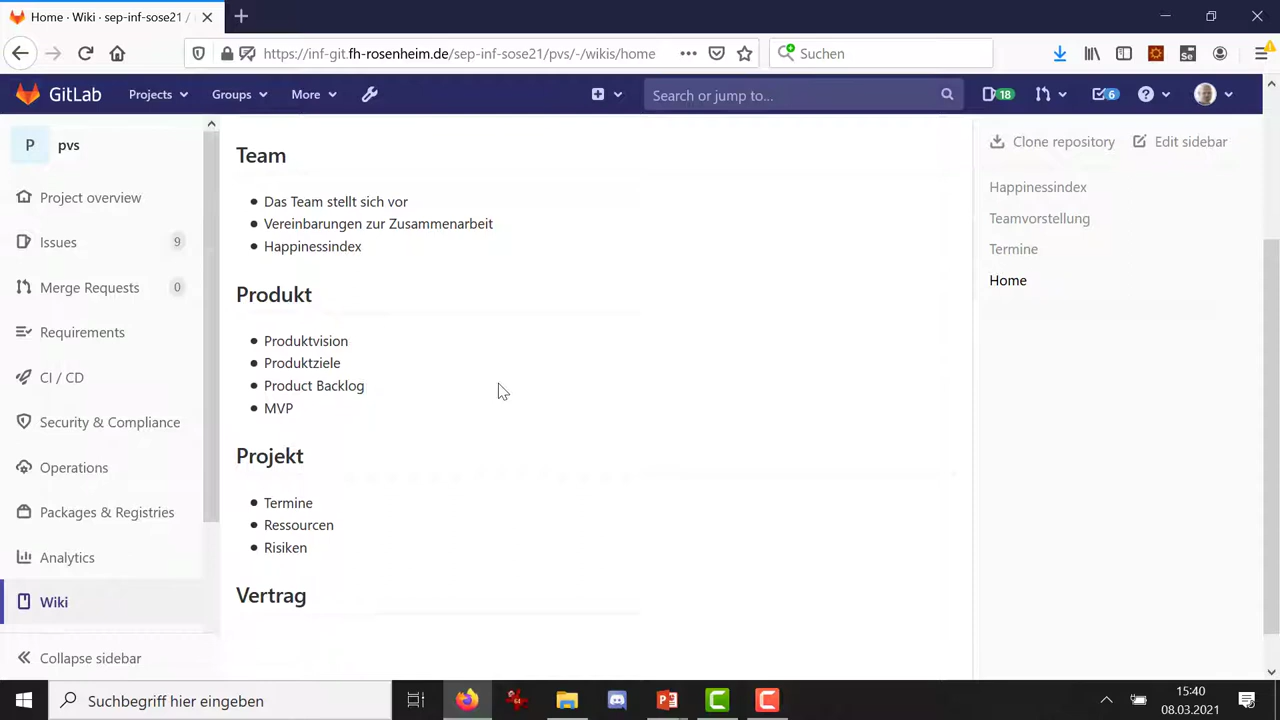 Home · Wiki · sep-inf-sose21 /
https://inf-git.fh-rosenheim.de/sep-inf-sose21/pvs/-/wikis/home
Suchen
GitLab
Projects
Groups
More
Search or jump to...
18
6
P
pvs
Project overview
Issues
9
Merge Requests
0
Requirements
CI / CD
Security & Compliance
Operations
Packages & Registries
Analytics
Wiki
Collapse sidebar
Team
Das Team stellt sich vor
Vereinbarungen zur Zusammenarbeit
Happinessindex
Produkt
Produktvision
Produktziele
Product Backlog
MVP
Projekt
Termine
Ressourcen
Risiken
Vertrag
Clone repository
Edit sidebar
Happinessindex
Teamvorstellung
Termine
Home
Suchbegriff hier eingeben
15:40
08.03.2021